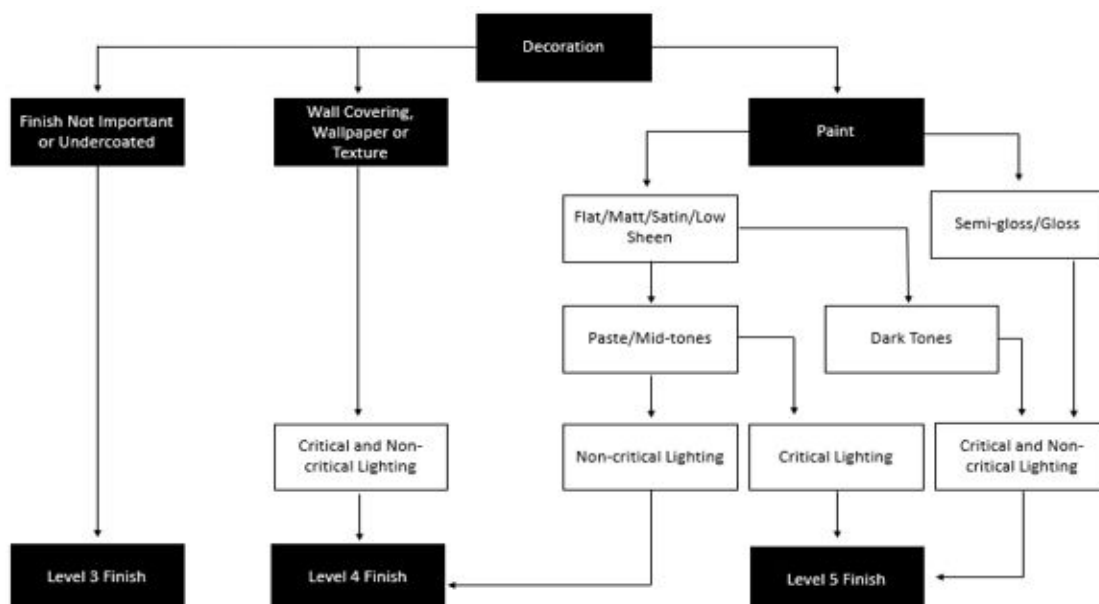 Decoration
Finish Not Important
or Undercoated
Wall Covering,
Wallpaper or
Texture
Paint
Flat/Matt/Satin/Low
Sheen
Semi-gloss/Gloss
Paste/Mid-tones
Dark Tones
Critical and Non-
critical Lighting
Non-critical Lighting
Critical Lighting
Critical and Non-
critical Lighting
Level 3 Finish
Level 4 Finish
Level 5 Finish